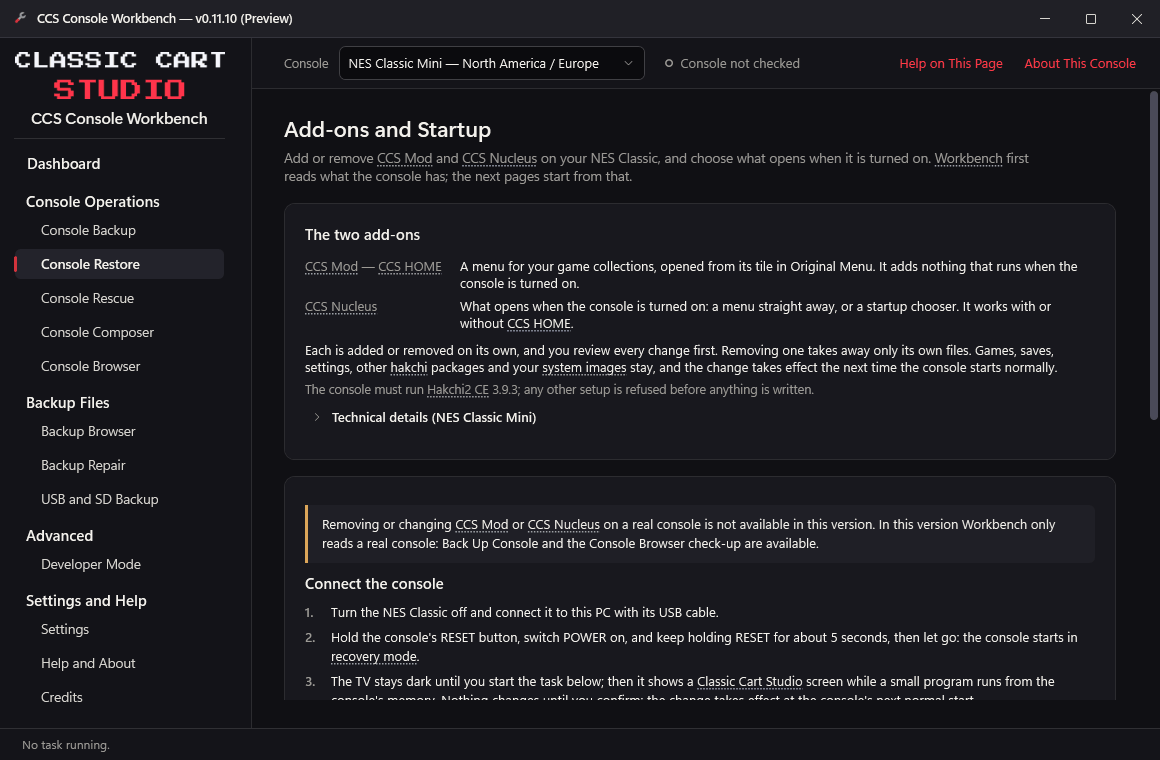 CCS Console Workbench — v0.11.10 (Preview)
CLASSIC CART
STUDIO
CCS Console Workbench
Dashboard
Console Operations
Console Backup
Console Restore
Console Rescue
Console Composer
Console Browser
Backup Files
Backup Browser
Backup Repair
USB and SD Backup
Advanced
Developer Mode
Settings and Help
Settings
Help and About
Credits
Console
NES Classic Mini — North America / Europe
Console not checked
Help on This Page
About This Console
Add-ons and Startup
Add or remove CCS Mod and CCS Nucleus on your NES Classic, and choose what opens when it is turned on. Workbench first
reads what the console has; the next pages start from that.
The two add-ons
CCS Mod — CCS HOME
A menu for your game collections, opened from its tile in Original Menu. It adds nothing that runs when the
console is turned on.
CCS Nucleus
What opens when the console is turned on: a menu straight away, or a startup chooser. It works with or
without CCS HOME.
Each is added or removed on its own, and you review every change first. Removing one takes away only its own files. Games, saves,
settings, other hakchi packages and your system images stay, and the change takes effect the next time the console starts normally.
The console must run Hakchi2 CE 3.9.3; any other setup is refused before anything is written.
Technical details (NES Classic Mini)
Removing or changing CCS Mod or CCS Nucleus on a real console is not available in this version. In this version Workbench only
reads a real console: Back Up Console and the Console Browser check-up are available.
Connect the console
1. Turn the NES Classic off and connect it to this PC with its USB cable.
2. Hold the console's RESET button, switch POWER on, and keep holding RESET for about 5 seconds, then let go: the console starts in
recovery mode.
3. The TV stays dark until you start the task below; then it shows a Classic Cart Studio screen while a small program runs from the
console's memory. Nothing changes until you confirm; the change takes effect at the console's next normal start.
No task running.